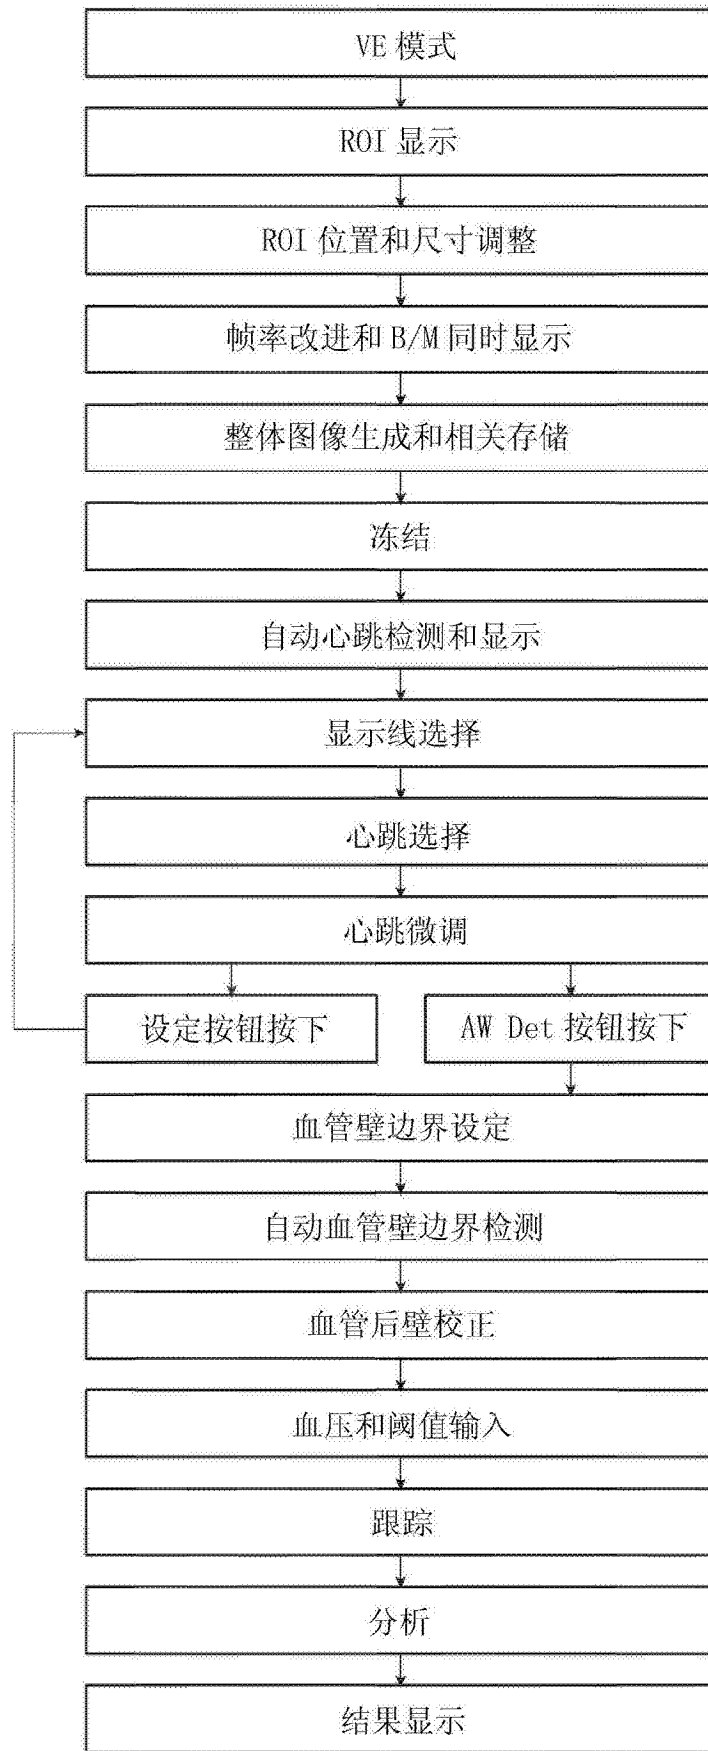 VE 模式
ROI 显示
ROI 位置和尺寸调整
帧率改进和 B/M 同时显示
整体图像生成和相关存储
冻结
自动心跳检测和显示
显示线选择
心跳选择
心跳微调
设定按钮按下
AW Det 按钮按下
血管壁边界设定
自动血管壁边界检测
血管后壁校正
血压和阈值输入
跟踪
分析
结果显示